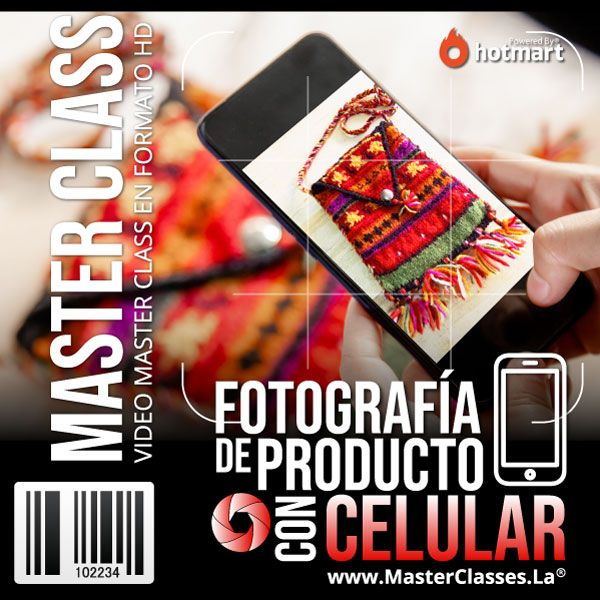 MASTER CLASS
VIDEO MASTER CLASS EN FORMATO HD
Powered By®
hotmart
FOTOGRAFÍA
DE PRODUCTO
CON CELULAR
www.MasterClasses.La®
102234